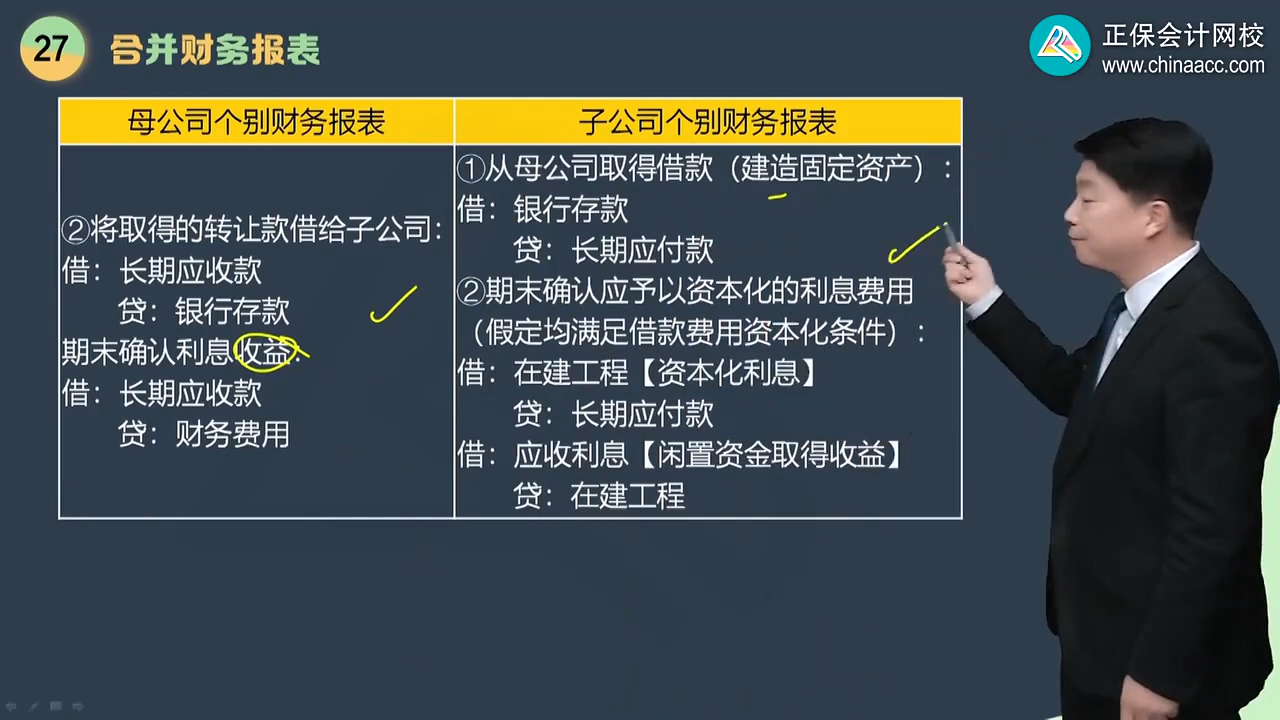 27 合并财务报表
正保会计网校
www.chinaacc.com
母公司个别财务报表
②将取得的转让款借给子公司:
借：长期应收款
贷：银行存款
期末确认利息收益:
借：长期应收款
贷：财务费用
子公司个别财务报表
①从母公司取得借款（建造固定资产）:
借：银行存款
贷：长期应付款
②期末确认应予以资本化的利息费用
（假定均满足借款费用资本化条件）:
借：在建工程【资本化利息】
贷：长期应付款
借：应收利息【闲置资金取得收益】
贷：在建工程